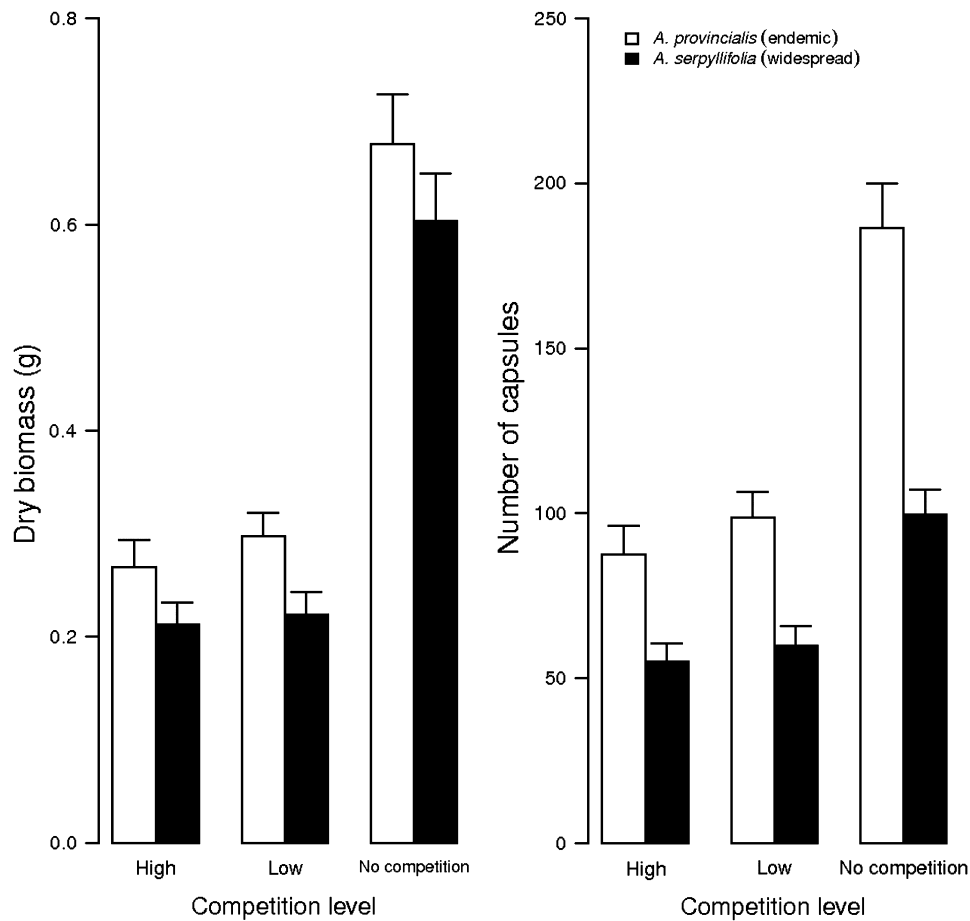 0.8
0.6
0.4
0.2
0.0
Dry biomass (g)
High Low No competition
Competition level
250
200
150
100
50
0
Number of capsules
A. provincialis (endemic)
A. serpyllifolia (widespread)
High Low No competition
Competition level